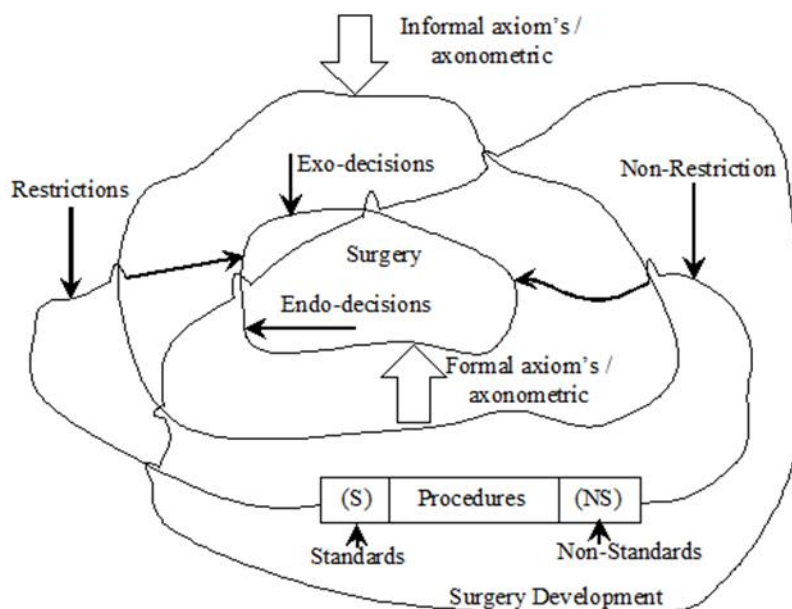 Informal axiom's /
axonometric
Exo-decisions
Restrictions
Non-Restriction
Surgery
Endo-decisions
Formal axiom's /
axonometric
(S) Procedures (NS)
Standards
Non-Standards
Surgery Development